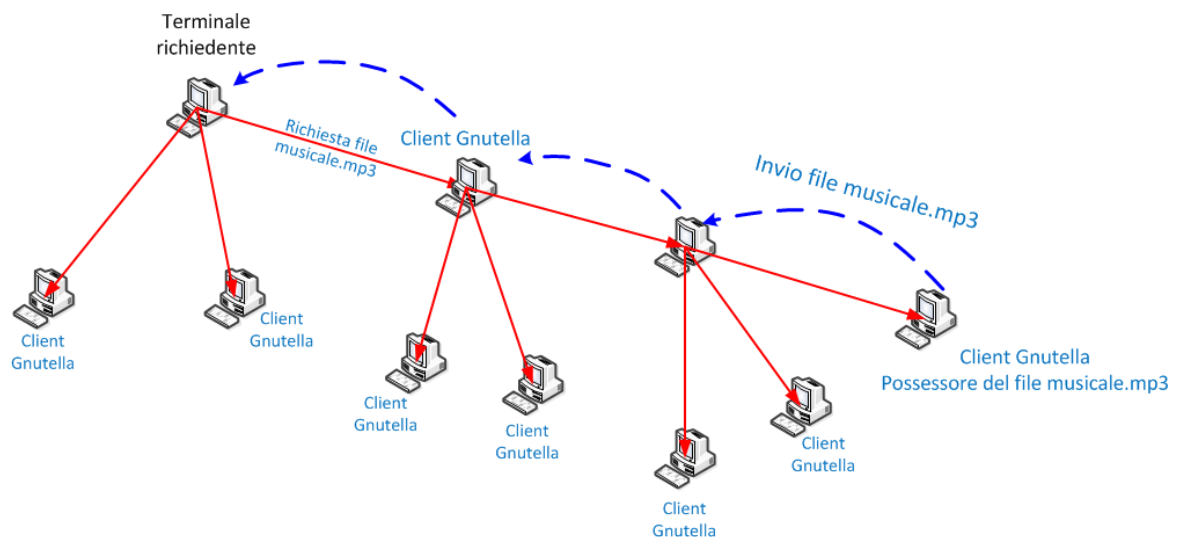 Terminale
richiedente
Richiesta file
musicale.mp3
Client Gnutella
Invio file musicale.mp3
Client
Gnutella
Client
Gnutella
Client
Gnutella
Client
Gnutella
Client Gnutella
Possessore del file musicale.mp3
Client
Gnutella
Client
Gnutella